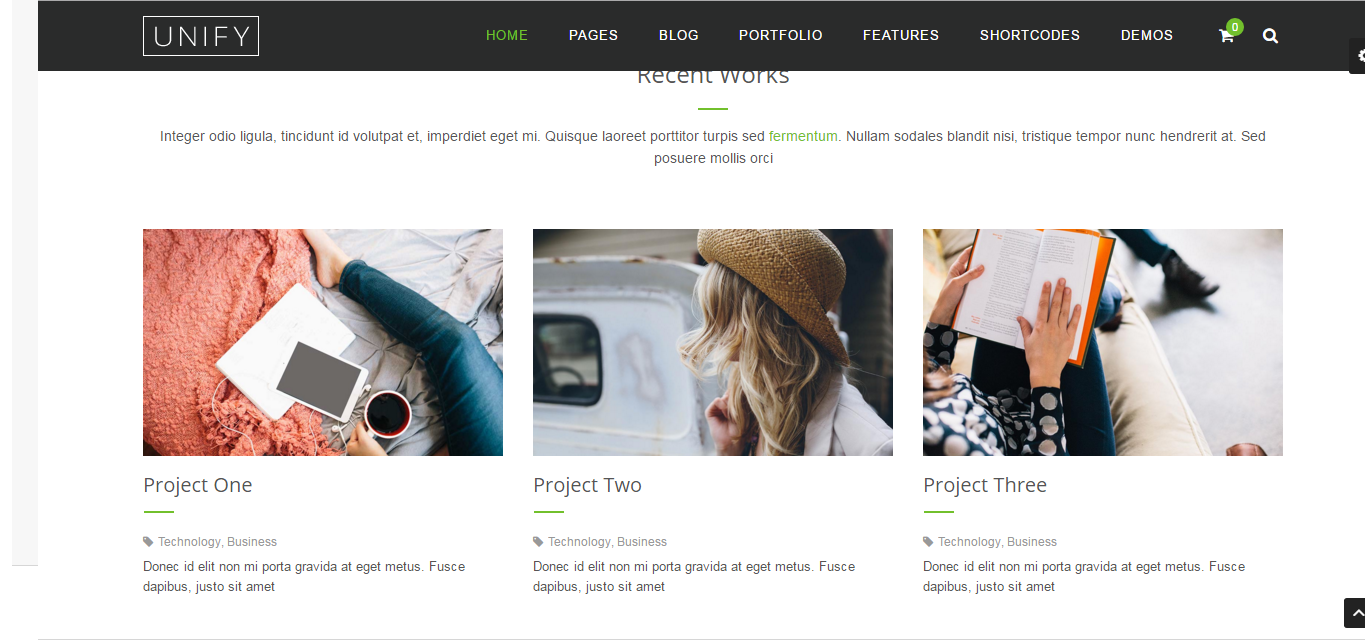 UNIFY
HOME PAGES BLOG PORTFOLIO FEATURES SHORTCODES DEMOS 0
Recent Works
Integer odio ligula, tincidunt id volutpat et, imperdiet eget mi. Quisque laoreet porttitor turpis sed fermentum. Nullam sodales blandit nisi, tristique tempor nunc hendrerit at. Sed
posuere mollis orci
Project One
Technology, Business
Donec id elit non mi porta gravida at eget metus. Fusce
dapibus, justo sit amet
Project Two
Technology, Business
Donec id elit non mi porta gravida at eget metus. Fusce
dapibus, justo sit amet
Project Three
Technology, Business
Donec id elit non mi porta gravida at eget metus. Fusce
dapibus, justo sit amet